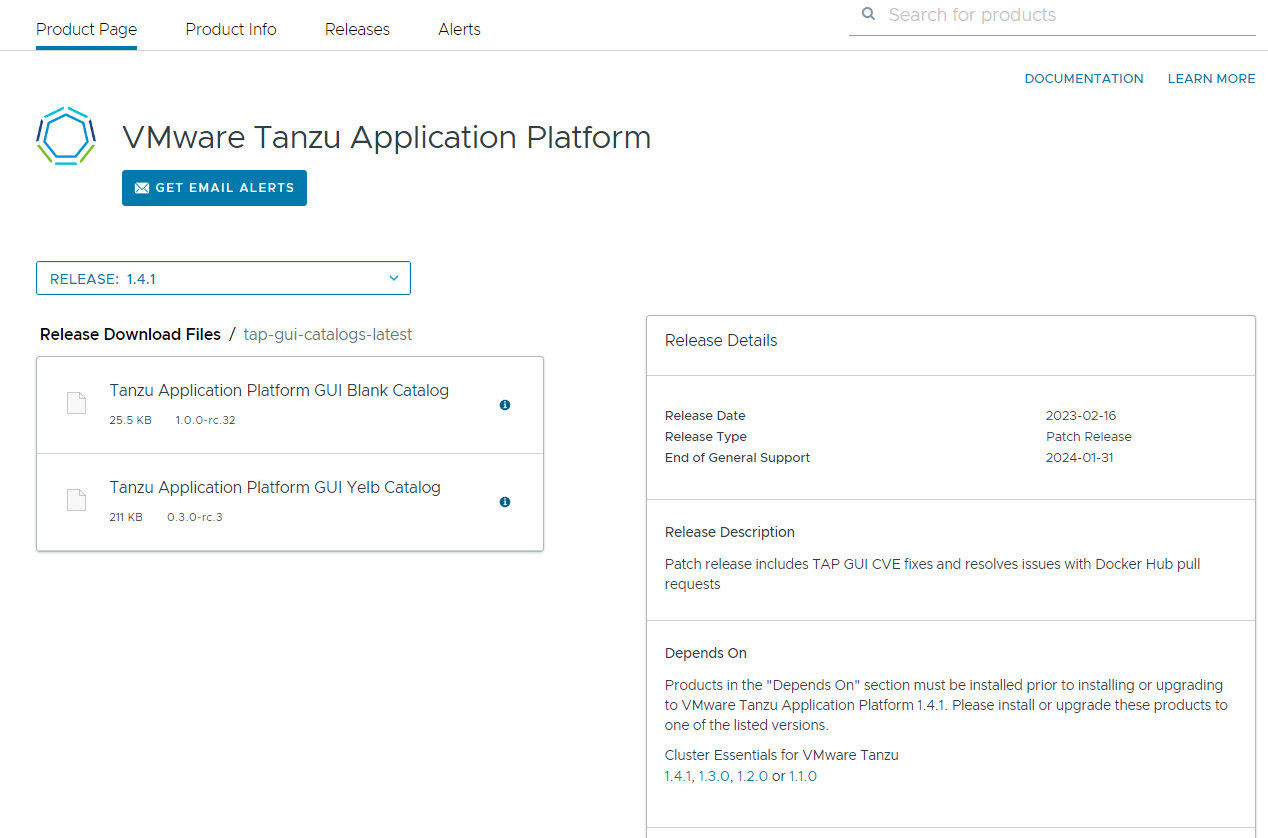 Product Page
Product Info
Releases
Alerts
Search for products
DOCUMENTATION
LEARN MORE
VMware Tanzu Application Platform
GET EMAIL ALERTS
RELEASE: 1.4.1
Release Download Files / tap-gui-catalogs-latest
Tanzu Application Platform GUI Blank Catalog
25.5 KB 1.0.0-rc.32
Tanzu Application Platform GUI Yelb Catalog
211 KB 0.3.0-rc.3
Release Details
Release Date 2023-02-16
Release Type Patch Release
End of General Support 2024-01-31
Release Description
Patch release includes TAP GUI CVE fixes and resolves issues with Docker Hub pull
requests
Depends On
Products in the "Depends On" section must be installed prior to installing or upgrading
to VMware Tanzu Application Platform 1.4.1. Please install or upgrade these products to
one of the listed versions.
Cluster Essentials for VMware Tanzu
1.4.1, 1.3.0, 1.2.0 or 1.1.0